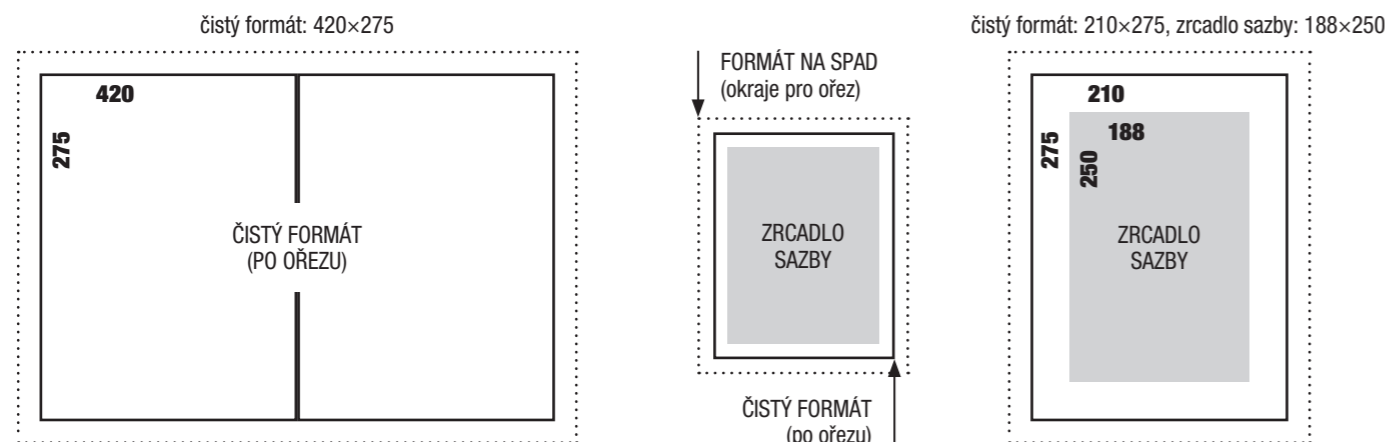 čistý formát: 420×275
420
275
ČISTÝ FORMÁT
(PO OŘEZU)
FORMÁT NA SPAD
(okraje pro ořez)
ZRCADLO
SAZBY
ČISTÝ FORMÁT
(po ořezu)
čistý formát: 210×275, zrcadlo sazby: 188×250
210
275
188
250
ZRCADLO
SAZBY